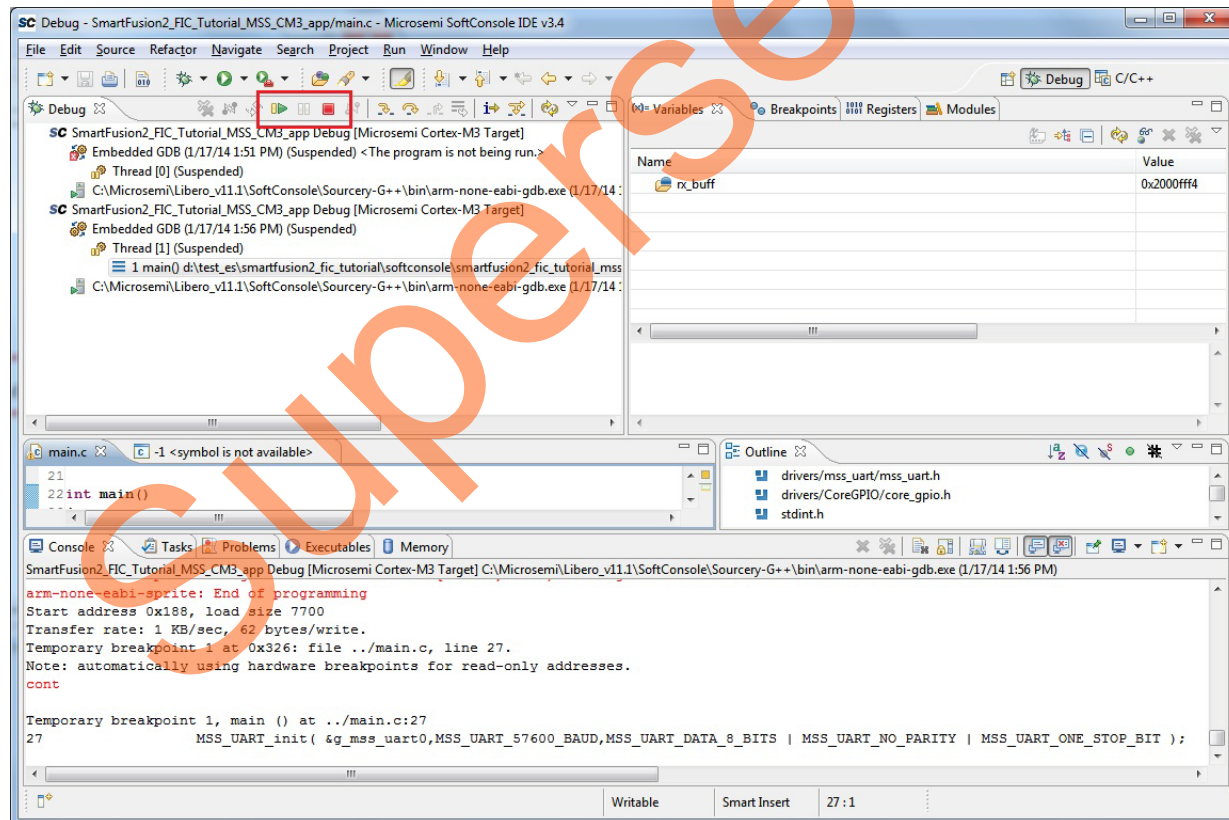 SC Debug - SmartFusion2_FIC_Tutorial_MSS_CM3_app/main.c - Microsemi SoftConsole IDE v3.4
File Edit Source Refactor Navigate Search Project Run Window Help
Debug C/C++
Debug
SC SmartFusion2_FIC_Tutorial_MSS_CM3_app Debug [Microsemi Cortex-M3 Target]
Embedded GDB (1/17/14 1:51 PM) (Suspended) <The program is not being run.>
Thread [0] (Suspended)
C:\Microsemi\Libero_v11.1\SoftConsole\Sourcery-G++\bin\arm-none-eabi-gdb.exe (1/17/14 1:
SC SmartFusion2_FIC_Tutorial_MSS_CM3_app Debug [Microsemi Cortex-M3 Target]
Embedded GDB (1/17/14 1:56 PM) (Suspended)
Thread [1] (Suspended)
1 main() d:\test_es\smartfusion2_fic_tutorial\softconsole\smartfusion2_fic_tutorial_mss
C:\Microsemi\Libero_v11.1\SoftConsole\Sourcery-G++\bin\arm-none-eabi-gdb.exe (1/17/14 1:
(x)= Variables Breakpoints Registers Modules
Name Value
rx_buff 0x2000fff4
main.c -1 <symbol is not available>
21
22 int main()
Outline
drivers/mss_uart/mss_uart.h
drivers/CoreGPIO/core_gpio.h
stdint.h
Console Tasks Problems Executables Memory
SmartFusion2_FIC_Tutorial_MSS_CM3_app Debug [Microsemi Cortex-M3 Target] C:\Microsemi\Libero_v11.1\SoftConsole\Sourcery-G++\bin\arm-none-eabi-gdb.exe (1/17/14 1:56 PM)
arm-none-eabi-sprite: End of programming
Start address 0x188, load size 7700
Transfer rate: 1 KB/sec, 62 bytes/write.
Temporary breakpoint 1 at 0x326: file ../main.c, line 27.
Note: automatically using hardware breakpoints for read-only addresses.
cont
Temporary breakpoint 1, main () at ../main.c:27
27 MSS_UART_init( &g_mss_uart0,MSS_UART_57600_BAUD,MSS_UART_DATA_8_BITS | MSS_UART_NO_PARITY | MSS_UART_ONE_STOP_BIT );
Writable Smart Insert 27 : 1
Superse